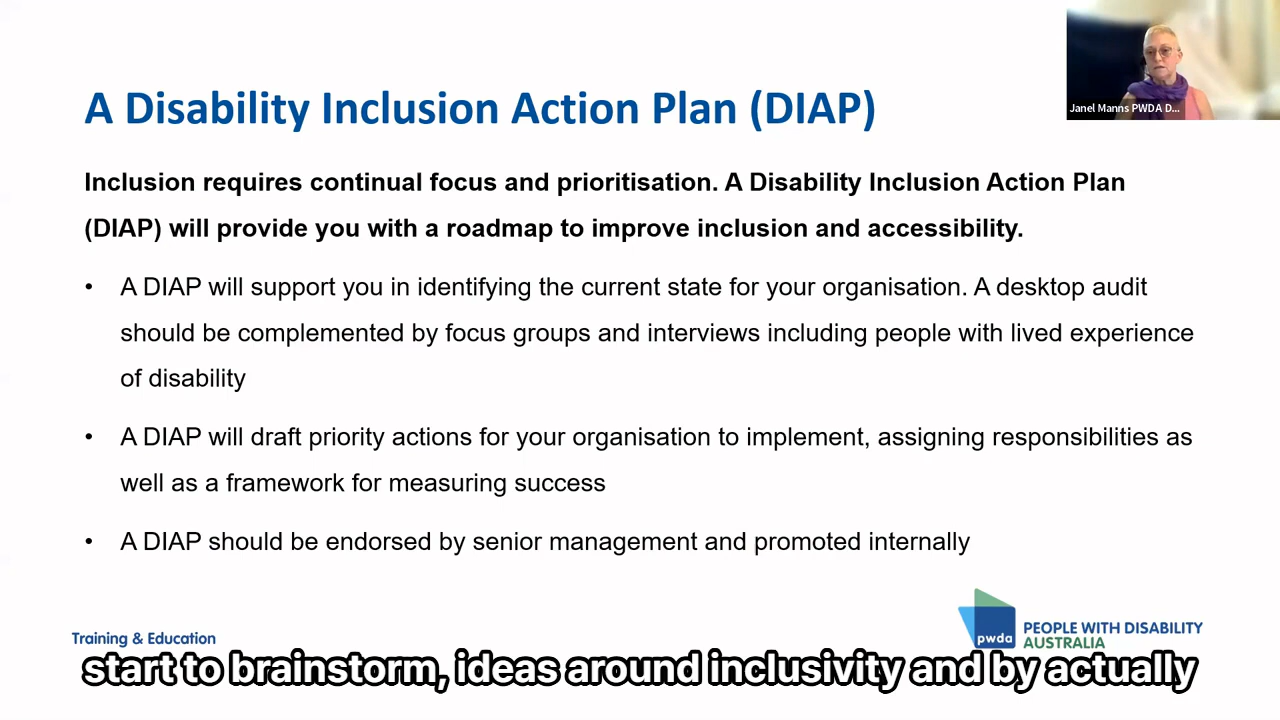 Janel Manns PWDA D...
A Disability Inclusion Action Plan (DIAP)
Inclusion requires continual focus and prioritisation. A Disability Inclusion Action Plan
(DIAP) will provide you with a roadmap to improve inclusion and accessibility.
• A DIAP will support you in identifying the current state for your organisation. A desktop audit
should be complemented by focus groups and interviews including people with lived experience
of disability
• A DIAP will draft priority actions for your organisation to implement, assigning responsibilities as
well as a framework for measuring success
• A DIAP should be endorsed by senior management and promoted internally
Training & Education
pwda
PEOPLE WITH DISABILITY
AUSTRALIA
start to brainstorm, ideas around inclusivity and by actually